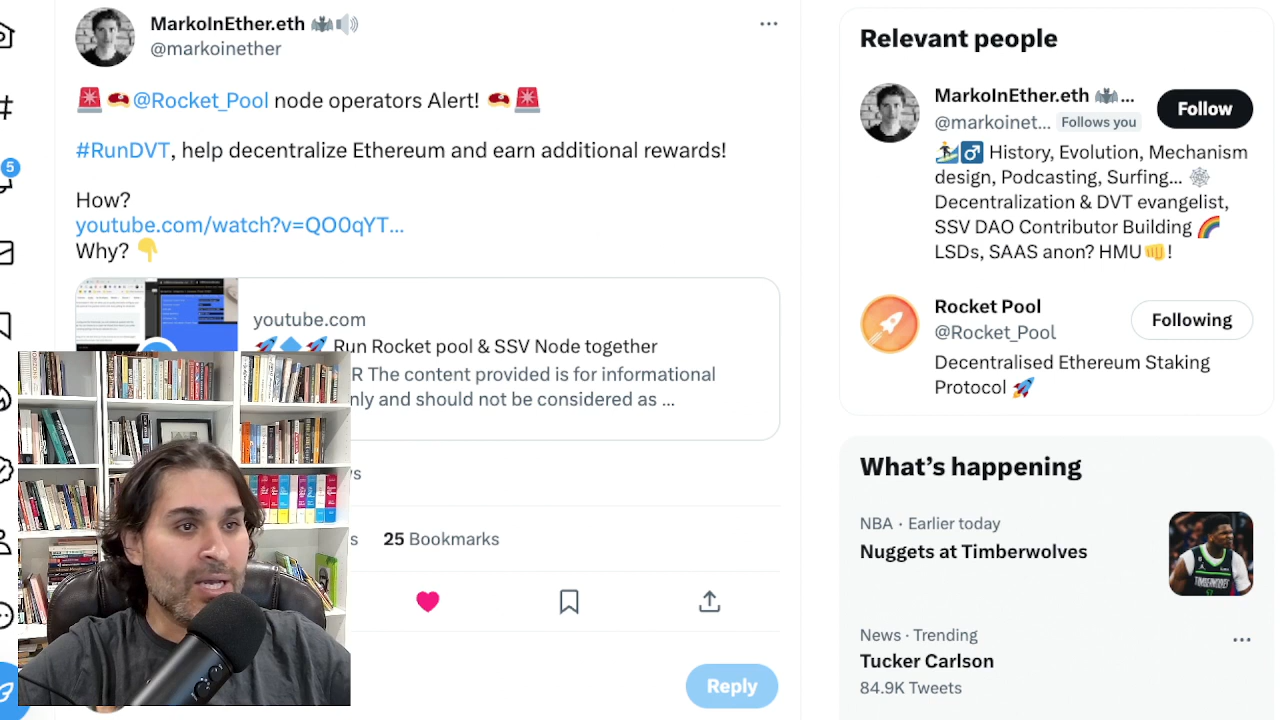 MarkoInEther.eth 🦇🔊
@markoinether
🚨🥩@Rocket_Pool node operators Alert! 🥩🚨
#RunDVT, help decentralize Ethereum and earn additional rewards!
How?
youtube.com/watch?v=QO0qYT...
Why? 👇
youtube.com
🚀🔷🚀 Run Rocket pool & SSV Node together
R The content provided is for informational
nly and should not be considered as ...
25 Bookmarks
Reply
5
Relevant people
MarkoInEther.eth 🦇...
@markoinet... Follows you
Follow
🏄‍♂️ History, Evolution, Mechanism
design, Podcasting, Surfing... 🕸️
Decentralization & DVT evangelist,
SSV DAO Contributor Building 🌈
LSDs, SAAS anon? HMU👊!
Rocket Pool
@Rocket_Pool
Following
Decentralised Ethereum Staking
Protocol 🚀
What's happening
NBA · Earlier today
Nuggets at Timberwolves
News · Trending
Tucker Carlson
84.9K Tweets